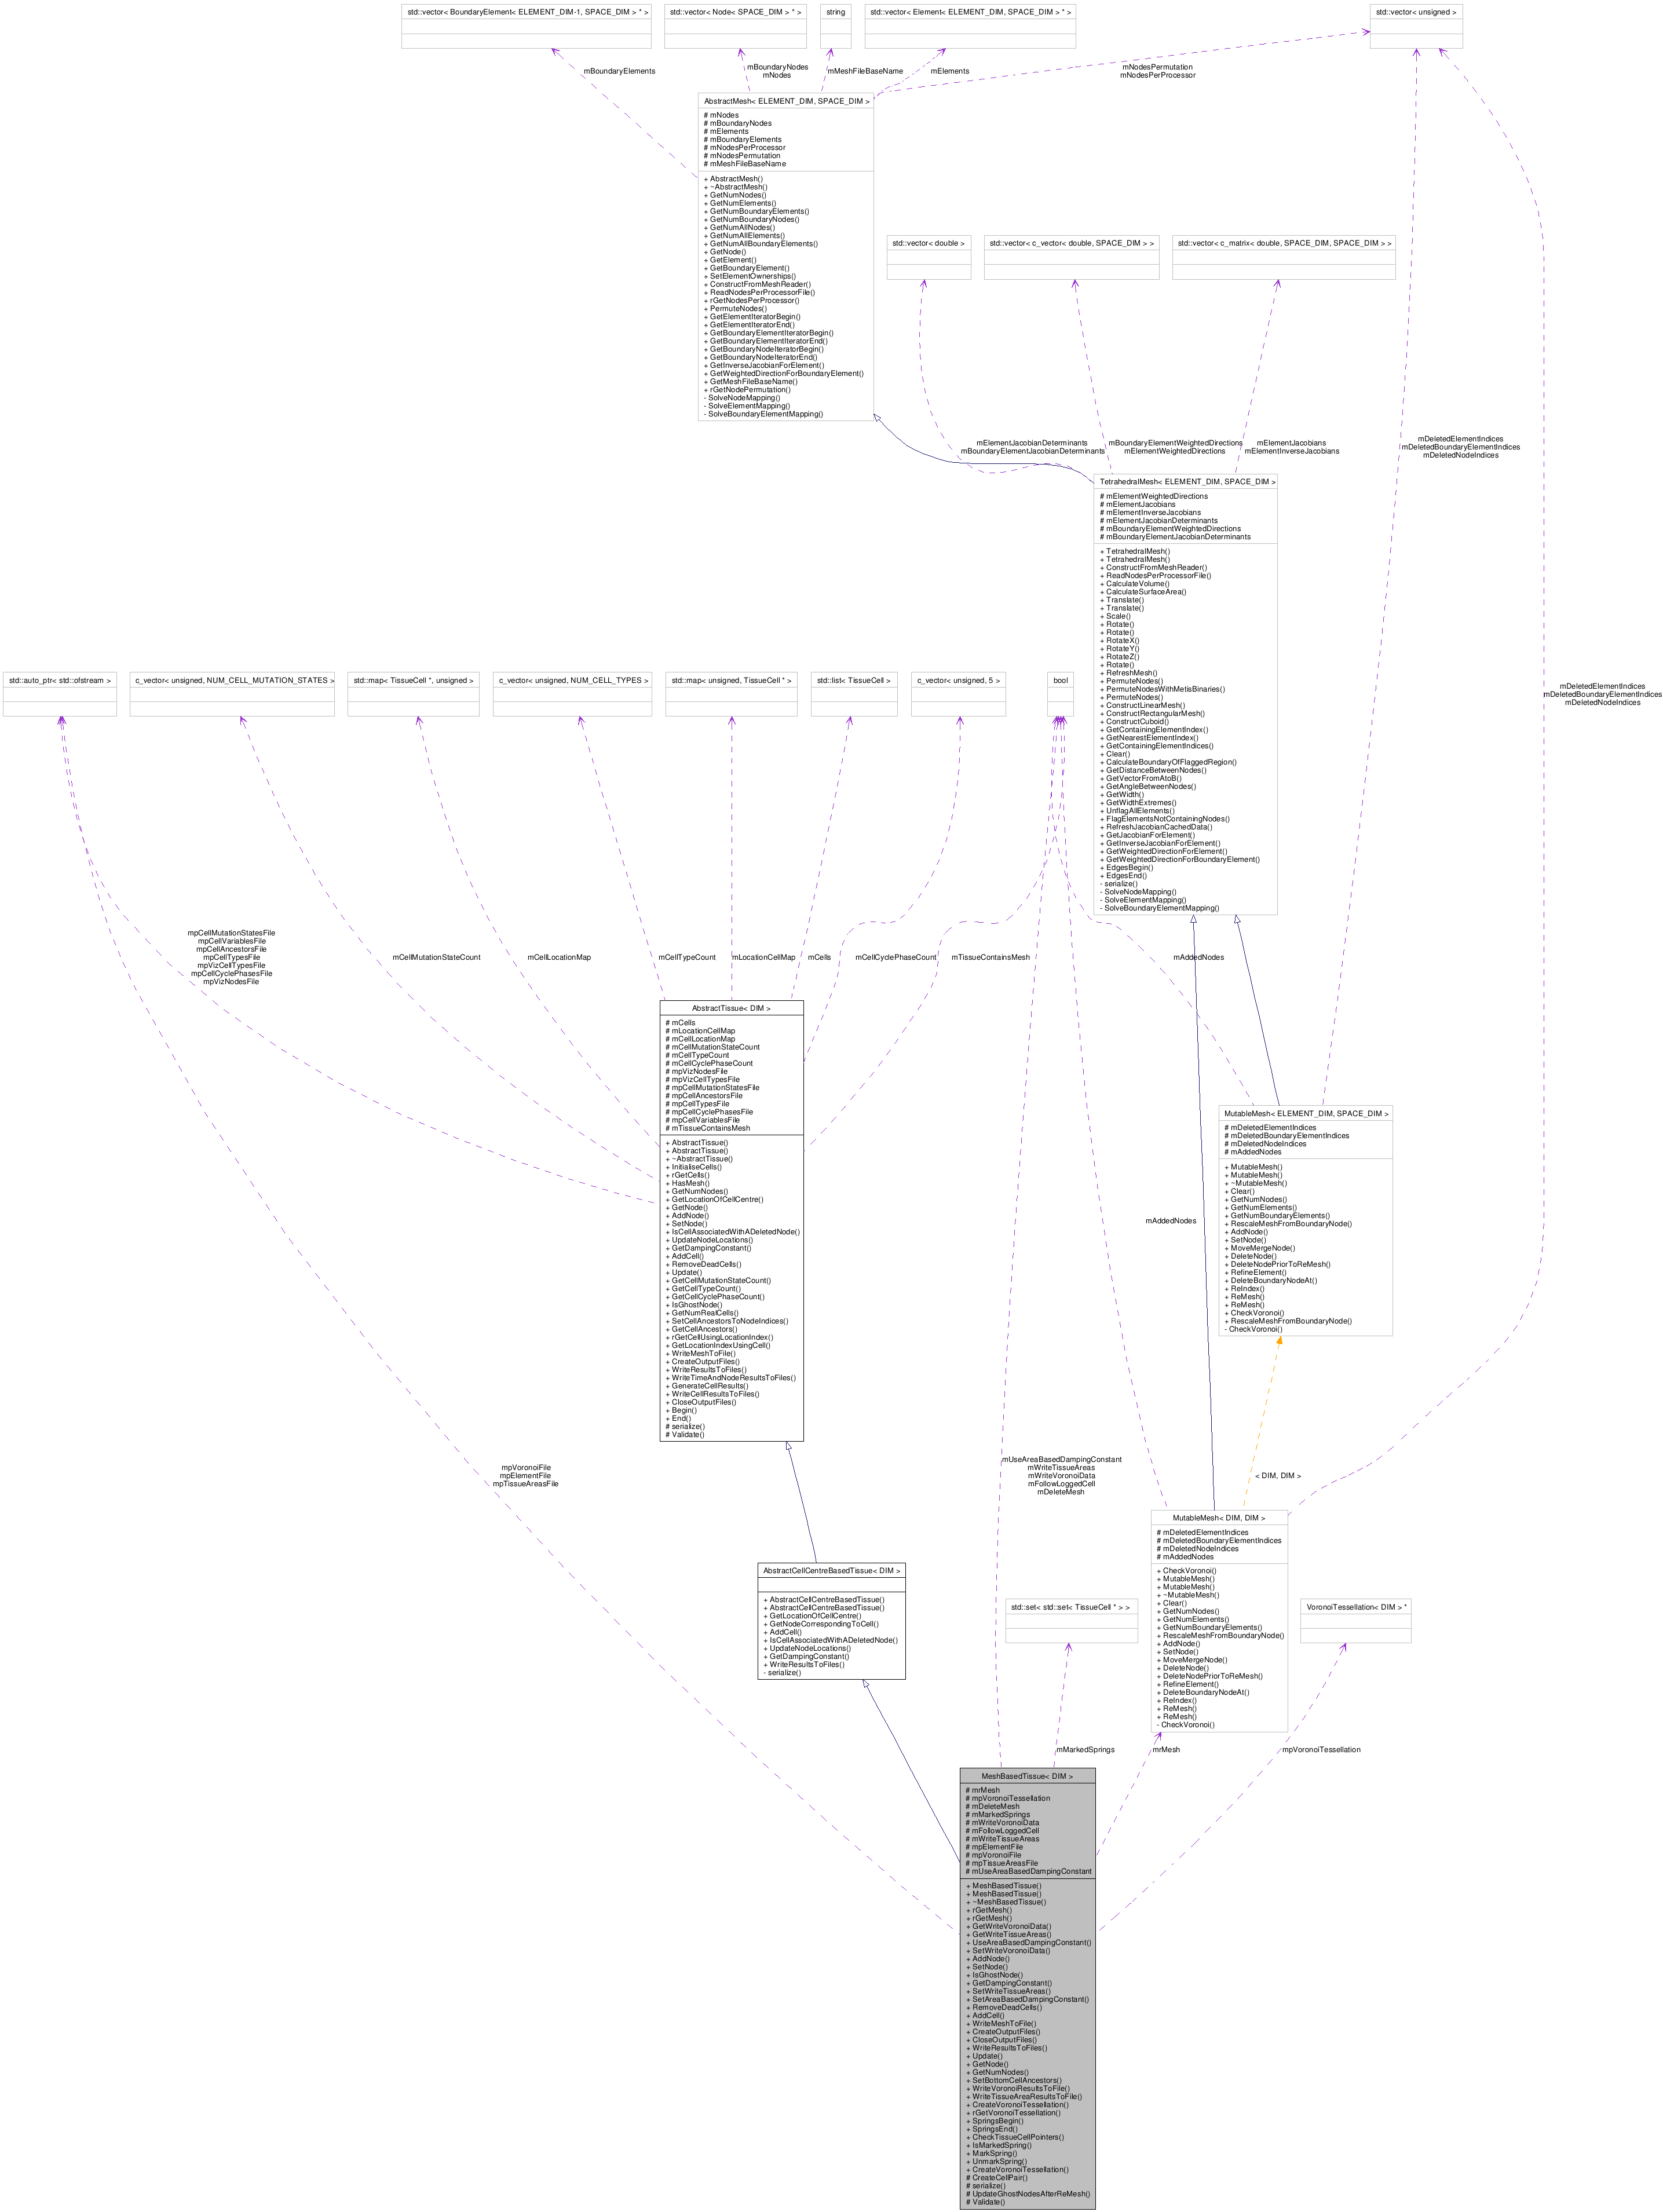 std::vector< BoundaryElement< ELEMENT_DIM-1, SPACE_DIM > * >
std::vector< Node< SPACE_DIM > * >
string
std::vector< Element< ELEMENT_DIM, SPACE_DIM > * >
std::vector< unsigned >
mBoundaryElements
mBoundaryNodes
mNodes
mMeshFileBaseName
mElements
mNodesPermutation
mNodesPerProcessor
AbstractMesh< ELEMENT_DIM, SPACE_DIM >
# mNodes
# mBoundaryNodes
# mElements
# mBoundaryElements
# mNodesPerProcessor
# mNodesPermutation
# mMeshFileBaseName
+ AbstractMesh()
+ ~AbstractMesh()
+ GetNumNodes()
+ GetNumElements()
+ GetNumBoundaryElements()
+ GetNumBoundaryNodes()
+ GetNumAllNodes()
+ GetNumAllElements()
+ GetNumAllBoundaryElements()
+ GetNode()
+ GetElement()
+ GetBoundaryElement()
+ SetElementOwnerships()
+ ConstructFromMeshReader()
+ ReadNodesPerProcessorFile()
+ rGetNodesPerProcessor()
+ PermuteNodes()
+ GetElementIteratorBegin()
+ GetElementIteratorEnd()
+ GetBoundaryElementIteratorBegin()
+ GetBoundaryElementIteratorEnd()
+ GetBoundaryNodeIteratorBegin()
+ GetBoundaryNodeIteratorEnd()
+ GetInverseJacobianForElement()
+ GetWeightedDirectionForBoundaryElement()
+ GetMeshFileBaseName()
+ rGetNodePermutation()
- SolveNodeMapping()
- SolveElementMapping()
- SolveBoundaryElementMapping()
std::vector< double >
std::vector< c_vector< double, SPACE_DIM > >
std::vector< c_matrix< double, SPACE_DIM, SPACE_DIM > >
mElementJacobianDeterminants
mBoundaryElementJacobianDeterminants
mBoundaryElementWeightedDirections
mElementWeightedDirections
mElementJacobians
mElementInverseJacobians
mDeletedElementIndices
mDeletedBoundaryElementIndices
mDeletedNodeIndices
TetrahedralMesh< ELEMENT_DIM, SPACE_DIM >
# mElementWeightedDirections
# mElementJacobians
# mElementInverseJacobians
# mElementJacobianDeterminants
# mBoundaryElementWeightedDirections
# mBoundaryElementJacobianDeterminants
+ TetrahedralMesh()
+ TetrahedralMesh()
+ ConstructFromMeshReader()
+ ReadNodesPerProcessorFile()
+ CalculateVolume()
+ CalculateSurfaceArea()
+ Translate()
+ Translate()
+ Scale()
+ Rotate()
+ Rotate()
+ RotateX()
+ RotateY()
+ RotateZ()
+ Rotate()
+ RefreshMesh()
+ PermuteNodes()
+ PermuteNodesWithMetisBinaries()
+ PermuteNodes()
+ ConstructLinearMesh()
+ ConstructRectangularMesh()
+ ConstructCuboid()
+ GetContainingElementIndex()
+ GetNearestElementIndex()
+ GetContainingElementIndices()
+ Clear()
+ CalculateBoundaryOfFlaggedRegion()
+ GetDistanceBetweenNodes()
+ GetVectorFromAtoB()
+ GetAngleBetweenNodes()
+ GetWidth()
+ GetWidthExtremes()
+ UnflagAllElements()
+ FlagElementsNotContainingNodes()
+ RefreshJacobianCachedData()
+ GetJacobianForElement()
+ GetInverseJacobianForElement()
+ GetWeightedDirectionForElement()
+ GetWeightedDirectionForBoundaryElement()
+ EdgesBegin()
+ EdgesEnd()
- serialize()
- SolveNodeMapping()
- SolveElementMapping()
- SolveBoundaryElementMapping()
mDeletedElementIndices
mDeletedBoundaryElementIndices
mDeletedNodeIndices
std::auto_ptr< std::ofstream >
c_vector< unsigned, NUM_CELL_MUTATION_STATES >
std::map< TissueCell *, unsigned >
c_vector< unsigned, NUM_CELL_TYPES >
std::map< unsigned, TissueCell * >
std::list< TissueCell >
c_vector< unsigned, 5 >
bool
mpCellMutationStatesFile
mpCellVariablesFile
mpCellAncestorsFile
mpCellTypesFile
mpVizCellTypesFile
mpCellCyclePhasesFile
mpVizNodesFile
mCellMutationStateCount
mCellLocationMap
mCellTypeCount
mLocationCellMap
mCells
mCellCyclePhaseCount
mTissueContainsMesh
mAddedNodes
AbstractTissue< DIM >
# mCells
# mLocationCellMap
# mCellLocationMap
# mCellMutationStateCount
# mCellTypeCount
# mCellCyclePhaseCount
# mpVizNodesFile
# mpVizCellTypesFile
# mpCellMutationStatesFile
# mpCellAncestorsFile
# mpCellTypesFile
# mpCellCyclePhasesFile
# mpCellVariablesFile
# mTissueContainsMesh
+ AbstractTissue()
+ AbstractTissue()
+ ~AbstractTissue()
+ InitialiseCells()
+ rGetCells()
+ HasMesh()
+ GetNumNodes()
+ GetLocationOfCellCentre()
+ GetNode()
+ AddNode()
+ SetNode()
+ IsCellAssociatedWithADeletedNode()
+ UpdateNodeLocations()
+ GetDampingConstant()
+ AddCell()
+ RemoveDeadCells()
+ Update()
+ GetCellMutationStateCount()
+ GetCellTypeCount()
+ GetCellCyclePhaseCount()
+ IsGhostNode()
+ GetNumRealCells()
+ SetCellAncestorsToNodeIndices()
+ GetCellAncestors()
+ rGetCellUsingLocationIndex()
+ GetLocationIndexUsingCell()
+ WriteMeshToFile()
+ CreateOutputFiles()
+ WriteResultsToFiles()
+ WriteTimeAndNodeResultsToFiles()
+ GenerateCellResults()
+ WriteCellResultsToFiles()
+ CloseOutputFiles()
+ Begin()
+ End()
# serialize()
# Validate()
MutableMesh< ELEMENT_DIM, SPACE_DIM >
# mDeletedElementIndices
# mDeletedBoundaryElementIndices
# mDeletedNodeIndices
# mAddedNodes
+ MutableMesh()
+ MutableMesh()
+ ~MutableMesh()
+ Clear()
+ GetNumNodes()
+ GetNumElements()
+ GetNumBoundaryElements()
+ RescaleMeshFromBoundaryNode()
+ AddNode()
+ SetNode()
+ MoveMergeNode()
+ DeleteNode()
+ DeleteNodePriorToReMesh()
+ RefineElement()
+ DeleteBoundaryNodeAt()
+ ReIndex()
+ ReMesh()
+ ReMesh()
+ CheckVoronoi()
+ RescaleMeshFromBoundaryNode()
- CheckVoronoi()
mAddedNodes
mpVoronoiFile
mpElementFile
mpTissueAreasFile
mUseAreaBasedDampingConstant
mWriteTissueAreas
mWriteVoronoiData
mFollowLoggedCell
mDeleteMesh
< DIM, DIM >
AbstractCellCentreBasedTissue< DIM >
+ AbstractCellCentreBasedTissue()
+ AbstractCellCentreBasedTissue()
+ GetLocationOfCellCentre()
+ GetNodeCorrespondingToCell()
+ AddCell()
+ IsCellAssociatedWithADeletedNode()
+ UpdateNodeLocations()
+ GetDampingConstant()
+ WriteResultsToFiles()
- serialize()
std::set< std::set< TissueCell * > >
MutableMesh< DIM, DIM >
# mDeletedElementIndices
# mDeletedBoundaryElementIndices
# mDeletedNodeIndices
# mAddedNodes
+ CheckVoronoi()
+ MutableMesh()
+ MutableMesh()
+ ~MutableMesh()
+ Clear()
+ GetNumNodes()
+ GetNumElements()
+ GetNumBoundaryElements()
+ RescaleMeshFromBoundaryNode()
+ AddNode()
+ SetNode()
+ MoveMergeNode()
+ DeleteNode()
+ DeleteNodePriorToReMesh()
+ RefineElement()
+ DeleteBoundaryNodeAt()
+ ReIndex()
+ ReMesh()
+ ReMesh()
- CheckVoronoi()
VoronoiTessellation< DIM > *
mMarkedSprings
mrMesh
mpVoronoiTessellation
MeshBasedTissue< DIM >
# mrMesh
# mpVoronoiTessellation
# mDeleteMesh
# mMarkedSprings
# mWriteVoronoiData
# mFollowLoggedCell
# mWriteTissueAreas
# mpElementFile
# mpVoronoiFile
# mpTissueAreasFile
# mUseAreaBasedDampingConstant
+ MeshBasedTissue()
+ MeshBasedTissue()
+ ~MeshBasedTissue()
+ rGetMesh()
+ rGetMesh()
+ GetWriteVoronoiData()
+ GetWriteTissueAreas()
+ UseAreaBasedDampingConstant()
+ SetWriteVoronoiData()
+ AddNode()
+ SetNode()
+ IsGhostNode()
+ GetDampingConstant()
+ SetWriteTissueAreas()
+ SetAreaBasedDampingConstant()
+ RemoveDeadCells()
+ AddCell()
+ WriteMeshToFile()
+ CreateOutputFiles()
+ CloseOutputFiles()
+ WriteResultsToFiles()
+ Update()
+ GetNode()
+ GetNumNodes()
+ SetBottomCellAncestors()
+ WriteVoronoiResultsToFile()
+ WriteTissueAreaResultsToFile()
+ CreateVoronoiTessellation()
+ rGetVoronoiTessellation()
+ SpringsBegin()
+ SpringsEnd()
+ CheckTissueCellPointers()
+ IsMarkedSpring()
+ MarkSpring()
+ UnmarkSpring()
+ CreateVoronoiTessellation()
# CreateCellPair()
# serialize()
# UpdateGhostNodesAfterReMesh()
# Validate()